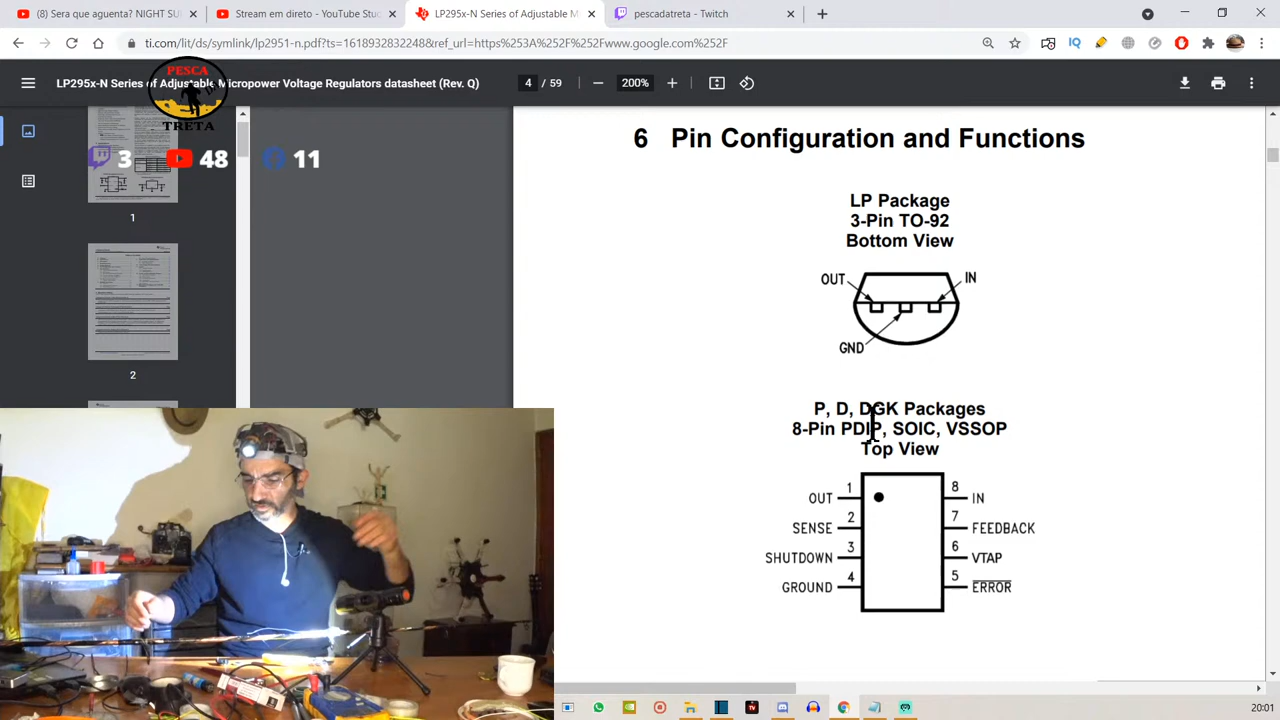 (8) Será que aguenta? NIGHT SU
Stream em direto - YouTube Stu
LP295x-N Series of Adjustable M
pescadatreta - Twitch
ti.com/lit/ds/symlink/lp2951-n.pdf?ts=1618932832248&ref_url=https%253A%252F%252Fwww.google.com%252F
LP295x-N Series of Adjustable Micropower Voltage Regulators datasheet (Rev. Q)
4 / 59
200%
PESCA
TRETA
3
48
11
1
2
6 Pin Configuration and Functions
LP Package
3-Pin TO-92
Bottom View
OUT
IN
GND
P, D, DGK Packages
8-Pin PDIP, SOIC, VSSOP
Top View
OUT 1 8 IN
SENSE 2 7 FEEDBACK
SHUTDOWN 3 6 VTAP
GROUND 4 5 ERROR
20:01